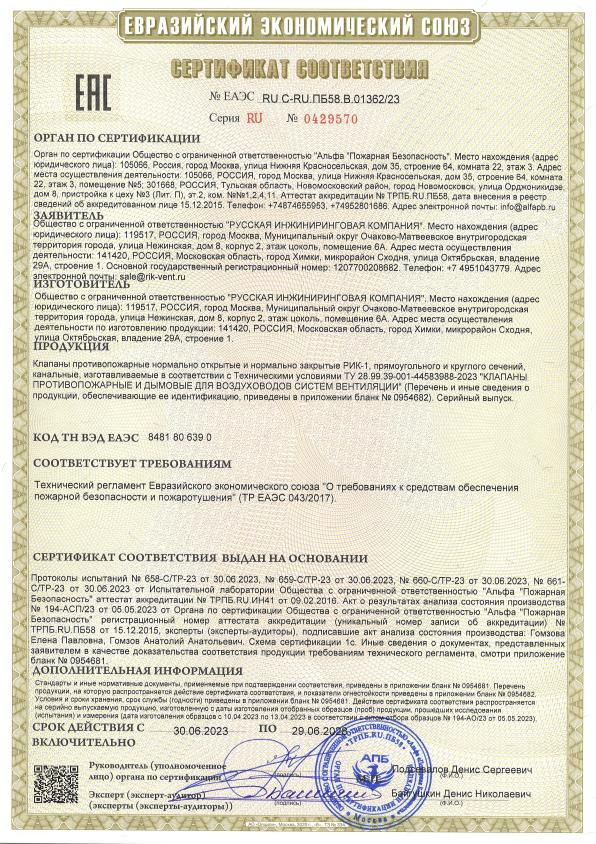 ЕВРАЗИЙСКИЙ ЭКОНОМИЧЕСКИЙ СОЮЗ
СЕРТИФИКАТ СООТВЕТСТВИЯ
ЕАС
№ ЕАЭС RU С-RU.ПБ58.В.01362/23
Серия RU № 0429570
ОРГАН ПО СЕРТИФИКАЦИИ
Орган по сертификации Общество с ограниченной ответственностью "Альфа "Пожарная Безопасность". Место нахождения (адрес
юридического лица): 105066, Россия, город Москва, улица Нижняя Красносельская, дом 35, строение 64, комната 22, этаж 3. Адрес
места осуществления деятельности: 105066, РОССИЯ, город Москва, улица Нижняя Красносельская, дом 35, строение 64, комната
22, этаж 3, помещение №5; 301668, РОССИЯ, Тульская область, Новомосковский район, город Новомосковск, улица Орджоникидзе,
дом 8, пристройка к цеху №3 (Лит. П), эт.2, ком. №№1,2,4,11. Аттестат аккредитации № ТРПБ.RU.ПБ58, дата внесения в реестр
сведений об аккредитованном лице 15.12.2015. Телефон: +74874655953, +74952801686. Адрес электронной почты: info@alfapb.ru
ЗАЯВИТЕЛЬ
Общество с ограниченной ответственностью "РУССКАЯ ИНЖИНИРИНГОВАЯ КОМПАНИЯ". Место нахождения (адрес
юридического лица): 119517, РОССИЯ, город Москва, Муниципальный округ Очаково-Матвеевское внутригородская
территория города, улица Нежинская, дом 8, корпус 2, этаж цоколь, помещение 6А. Адрес места осуществления
деятельности: 141420, РОССИЯ, Московская область, город Химки, микрорайон Сходня, улица Октябрьская, владение
29А, строение 1. Основной государственный регистрационный номер: 1207700208682. Телефон: +7 4951043779. Адрес
электронной почты: sale@rik-vent.ru
ИЗГОТОВИТЕЛЬ
Общество с ограниченной ответственностью "РУССКАЯ ИНЖИНИРИНГОВАЯ КОМПАНИЯ". Место нахождения (адрес
юридического лица): 119517, РОССИЯ, город Москва, Муниципальный округ Очаково-Матвеевское внутригородская
территория города, улица Нежинская, дом 8, корпус 2, этаж цоколь, помещение 6А. Адрес места осуществления
деятельности по изготовлению продукции: 141420, РОССИЯ, Московская область, город Химки, микрорайон Сходня,
улица Октябрьская, владение 29А, строение 1.
ПРОДУКЦИЯ
Клапаны противопожарные нормально открытые и нормально закрытые РИК-1, прямоугольного и круглого сечений,
канальные, изготавливаемые в соответствии с Техническими условиями ТУ 28.99.39-001-44583988-2023 "КЛАПАНЫ
ПРОТИВОПОЖАРНЫЕ И ДЫМОВЫЕ ДЛЯ ВОЗДУХОВОДОВ СИСТЕМ ВЕНТИЛЯЦИИ" (Перечень и иные сведения о
продукции, обеспечивающие ее идентификацию, приведены в приложении бланк № 0954682). Серийный выпуск.
КОД ТН ВЭД ЕАЭС 8481 80 639 0
СООТВЕТСТВУЕТ ТРЕБОВАНИЯМ
Технический регламент Евразийского экономического союза "О требованиях к средствам обеспечения
пожарной безопасности и пожаротушения" (ТР ЕАЭС 043/2017).
СЕРТИФИКАТ СООТВЕТСТВИЯ ВЫДАН НА ОСНОВАНИИ
Протоколы испытаний № 658-С/ТР-23 от 30.06.2023, № 659-С/ТР-23 от 30.06.2023, № 660-С/ТР-23 от 30.06.2023, № 661-
С/ТР-23 от 30.06.2023 от Испытательной лаборатории Общества с ограниченной ответственностью "Альфа "Пожарная
Безопасность" аттестат аккредитации № ТРПБ.RU.ИН41 от 09.02.2016. Акт о результатах анализа состояния производства
№ 194-АСП/23 от 05.05.2023 от Органа по сертификации Общества с ограниченной ответственностью "Альфа "Пожарная
Безопасность" регистрационный номер аттестата аккредитации (уникальный номер записи об аккредитации) №
ТРПБ.RU.ПБ58 от 15.12.2015, эксперты (эксперты-аудиторы), подписавшие акт анализа состояния производства: Гомзова
Елена Павловна, Гомзов Анатолий Анатольевич. Схема сертификации 1с. Иные сведения о документах, представленных
заявителем в качестве доказательства соответствия продукции требованиям технического регламента, смотри приложение
бланк № 0954681.
ДОПОЛНИТЕЛЬНАЯ ИНФОРМАЦИЯ
Стандарты и иные нормативные документы, применяемые при подтверждении соответствия, приведены в приложении бланк № 0954681. Перечень
продукции, на которую распространяется действие сертификата соответствия, и показатели огнестойкости приведены в приложении бланк № 0954682.
Условия и сроки хранения, срок службы (годности) приведены в приложении бланк № 0954681. Действие сертификата соответствия распространяется
на серийно выпускаемую продукцию, изготовленную с даты изготовления отобранных образцов (проб) продукции, прошедших исследования
(испытания) и измерения (дата изготовления образцов с 10.04.2023 по 13.04.2023 в соответствии с актом отбора образцов № 194-АО/23 от 05.05.2023).
СРОК ДЕЙСТВИЯ С 30.06.2023 ПО 29.06.2028
ВКЛЮЧИТЕЛЬНО
Руководитель (уполномоченное
лицо) органа по сертификации
Подсевалов Денис Сергеевич
(Ф.И.О.)
Эксперт (эксперт-аудитор)
(эксперты (эксперты-аудиторы))
Байгушкин Денис Николаевич
(Ф.И.О.)
М.П.
АПБ
ТРПБ.RU.ПБ58
Москва